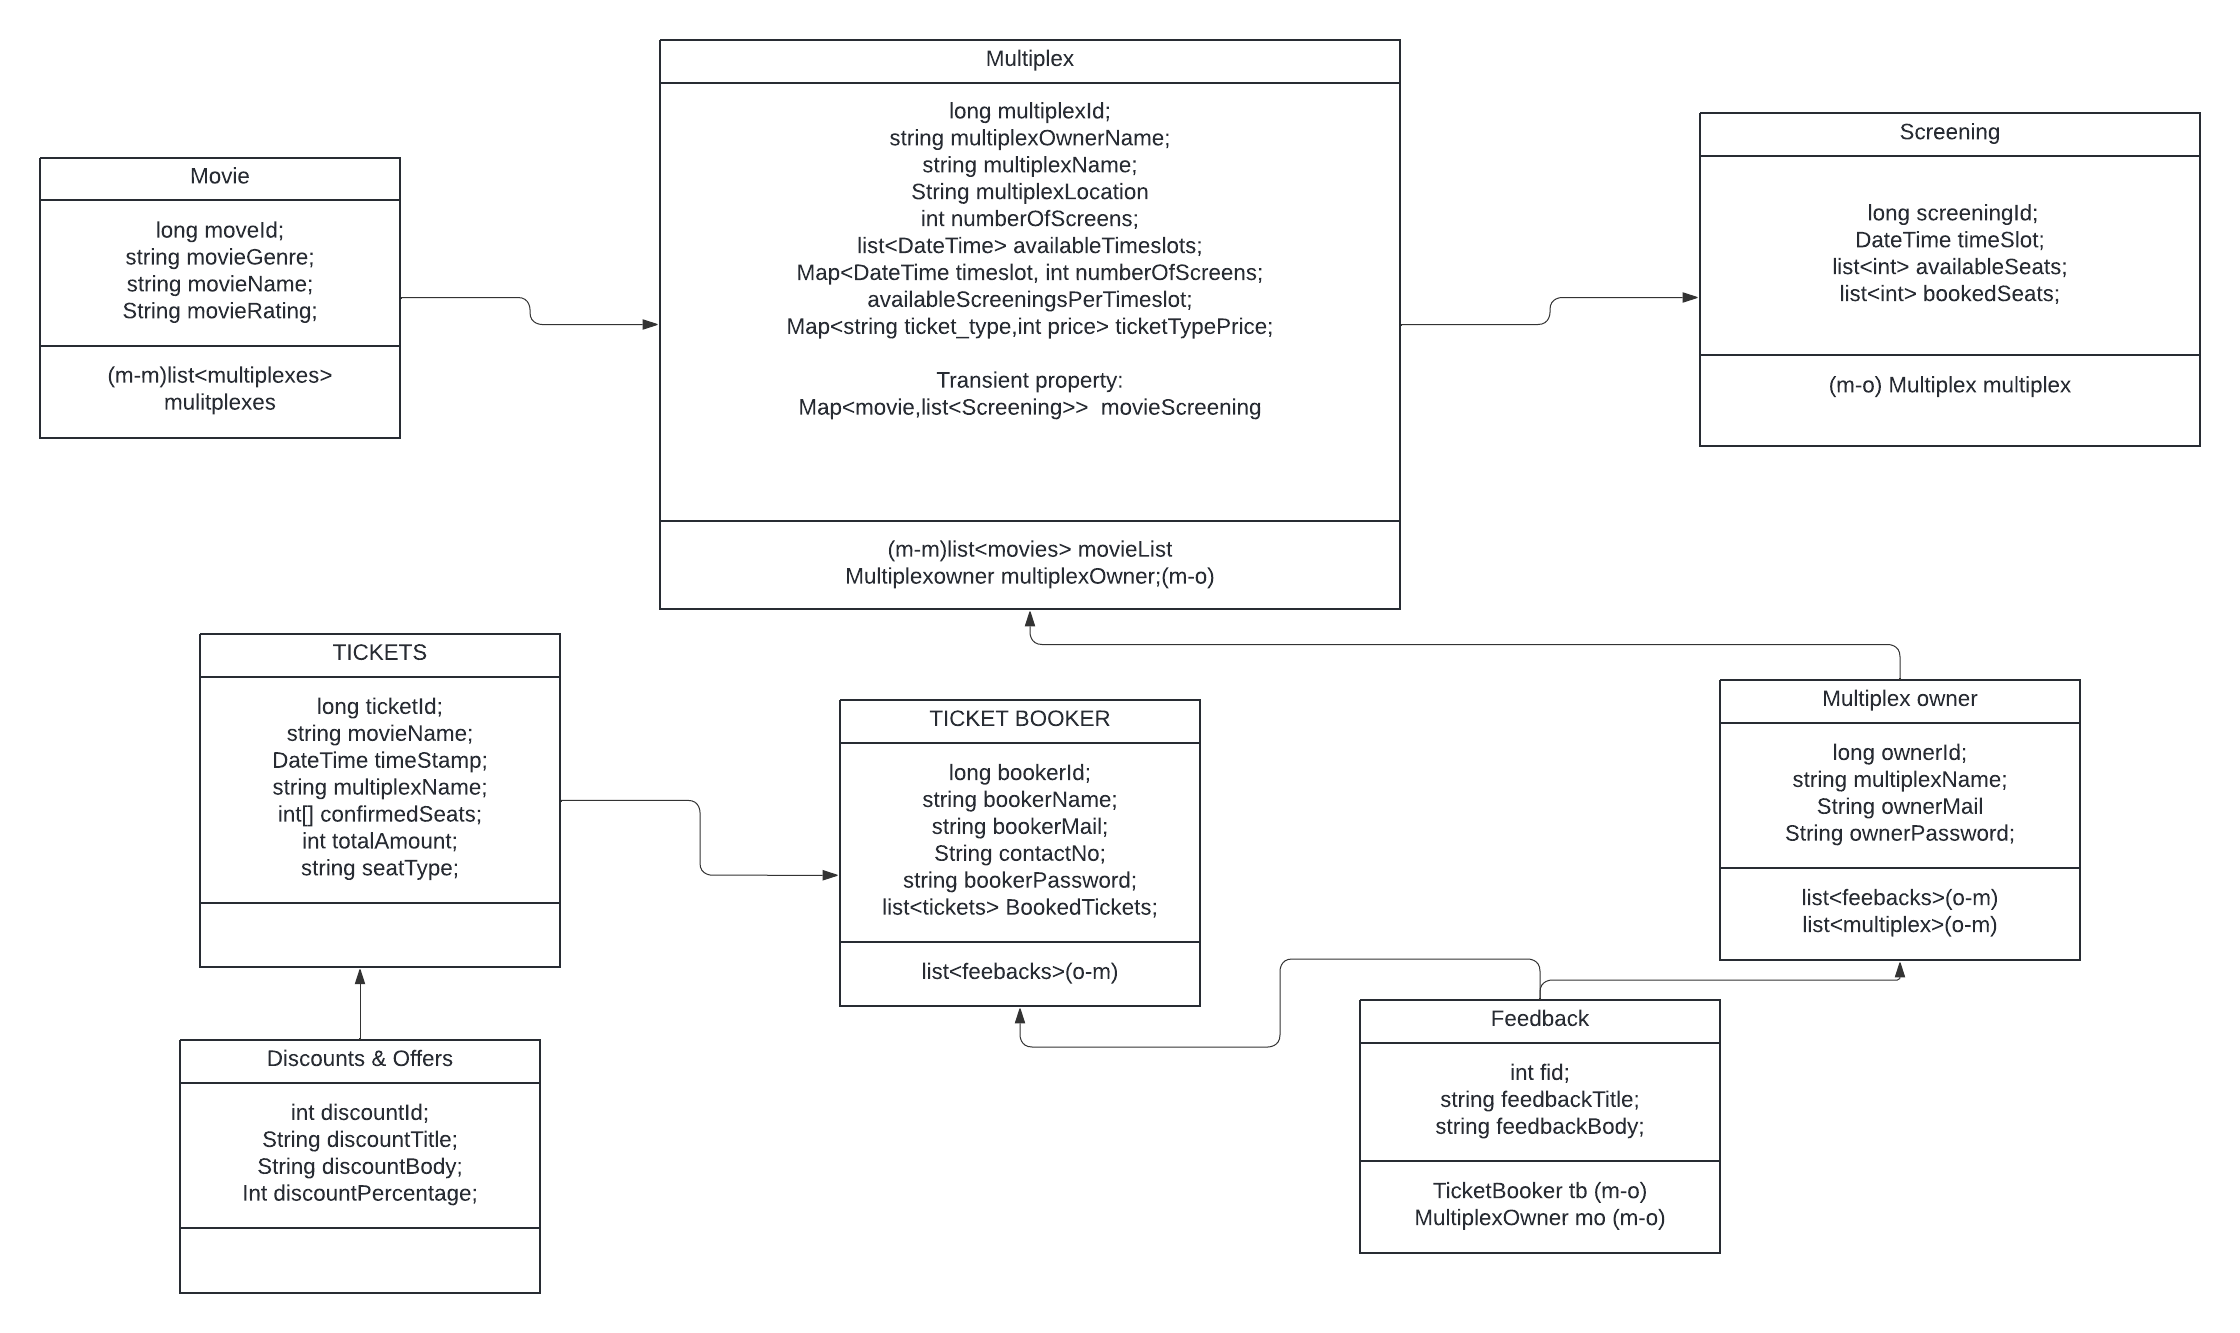 Multiplex
long multiplexId;
string multiplexOwnerName;
string multiplexName;
String multiplexLocation
int numberOfScreens;
list<DateTime> availableTimeslots;
Map<DateTime timeslot, int numberOfScreens;
availableScreeningsPerTimeslot;
Map<string ticket_type,int price> ticketTypePrice;
Transient property:
Map<movie,list<Screening>>  movieScreening
(m-m)list<movies> movieList
Multiplexowner multiplexOwner;(m-o)
Screening
long screeningId;
DateTime timeSlot;
list<int> availableSeats;
list<int> bookedSeats;
(m-o) Multiplex multiplex
Movie
long moveId;
string movieGenre;
string movieName;
String movieRating;
(m-m)list<multiplexes>
mulitplexes
TICKETS
long ticketId;
string movieName;
DateTime timeStamp;
string multiplexName;
int[] confirmedSeats;
int totalAmount;
string seatType;
TICKET BOOKER
long bookerId;
string bookerName;
string bookerMail;
String contactNo;
string bookerPassword;
list<tickets> BookedTickets;
list<feebacks>(o-m)
Multiplex owner
long ownerId;
string multiplexName;
String ownerMail
String ownerPassword;
list<feebacks>(o-m)
list<multiplex>(o-m)
Discounts & Offers
int discountId;
String discountTitle;
String discountBody;
Int discountPercentage;
Feedback
int fid;
string feedbackTitle;
string feedbackBody;
TicketBooker tb (m-o)
MultiplexOwner mo (m-o)